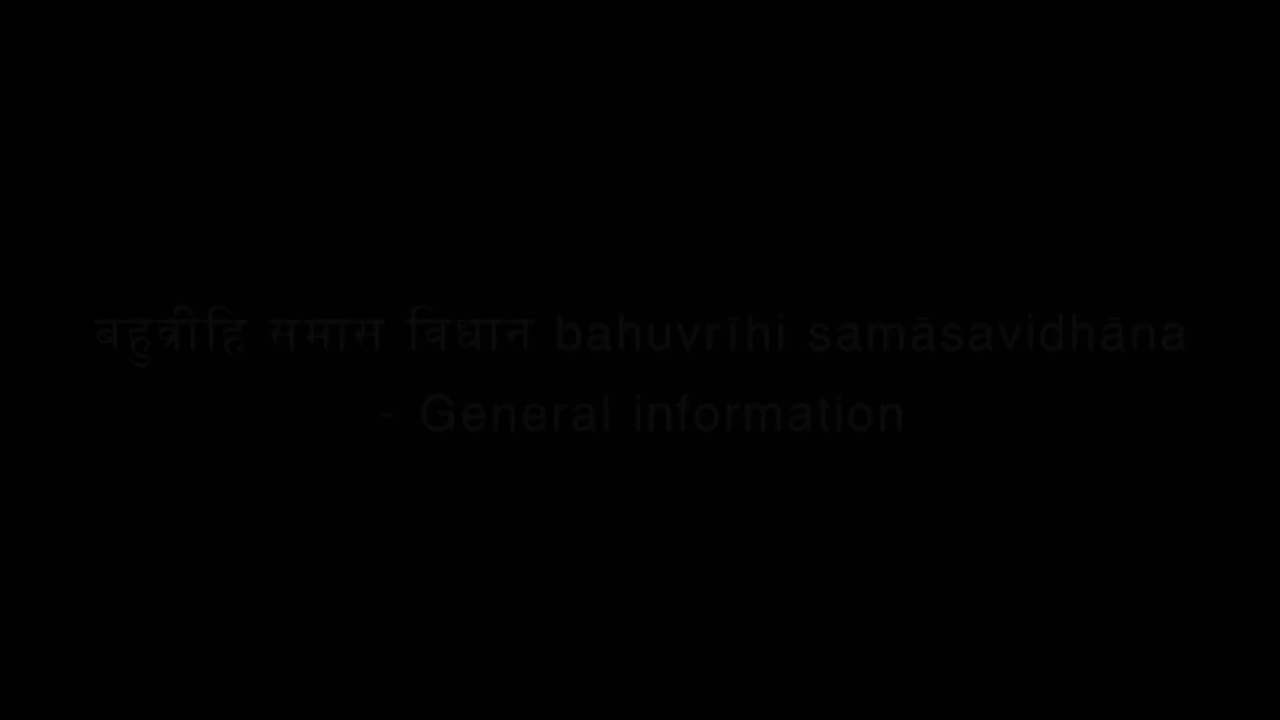 बहुव्रीहि समास विधान bahuvrīhi samāsavidhāna
- General information